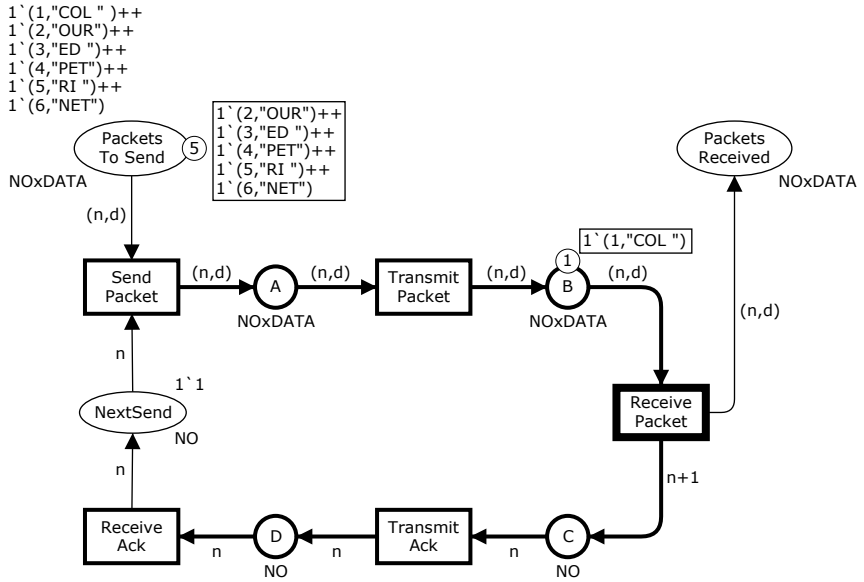 1`(1,"COL ")++
1`(2,"OUR")++
1`(3,"ED ")++
1`(4,"PET")++
1`(5,"RI ")++
1`(6,"NET")
Packets
To Send
5
1`(2,"OUR")++
1`(3,"ED ")++
1`(4,"PET")++
1`(5,"RI ")++
1`(6,"NET")
NOxDATA
Packets
Received
NOxDATA
(n,d)
1`(1,"COL ")
1
Send
Packet
(n,d)
A
NOxDATA
(n,d)
Transmit
Packet
(n,d)
B
NOxDATA
(n,d)
(n,d)
n
1`1
NextSend
NO
Receive
Packet
n
n+1
Receive
Ack
n
D
NO
n
Transmit
Ack
n
C
NO